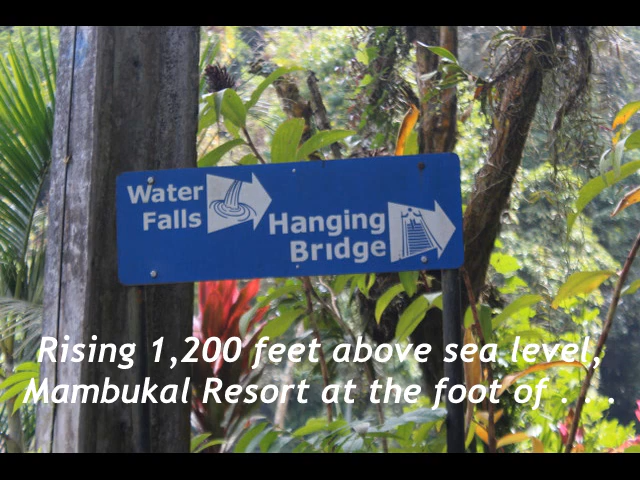 Water
Falls
Hanging
Bridge
Rising 1,200 feet above sea level,
Mambukal Resort at the foot of . . .